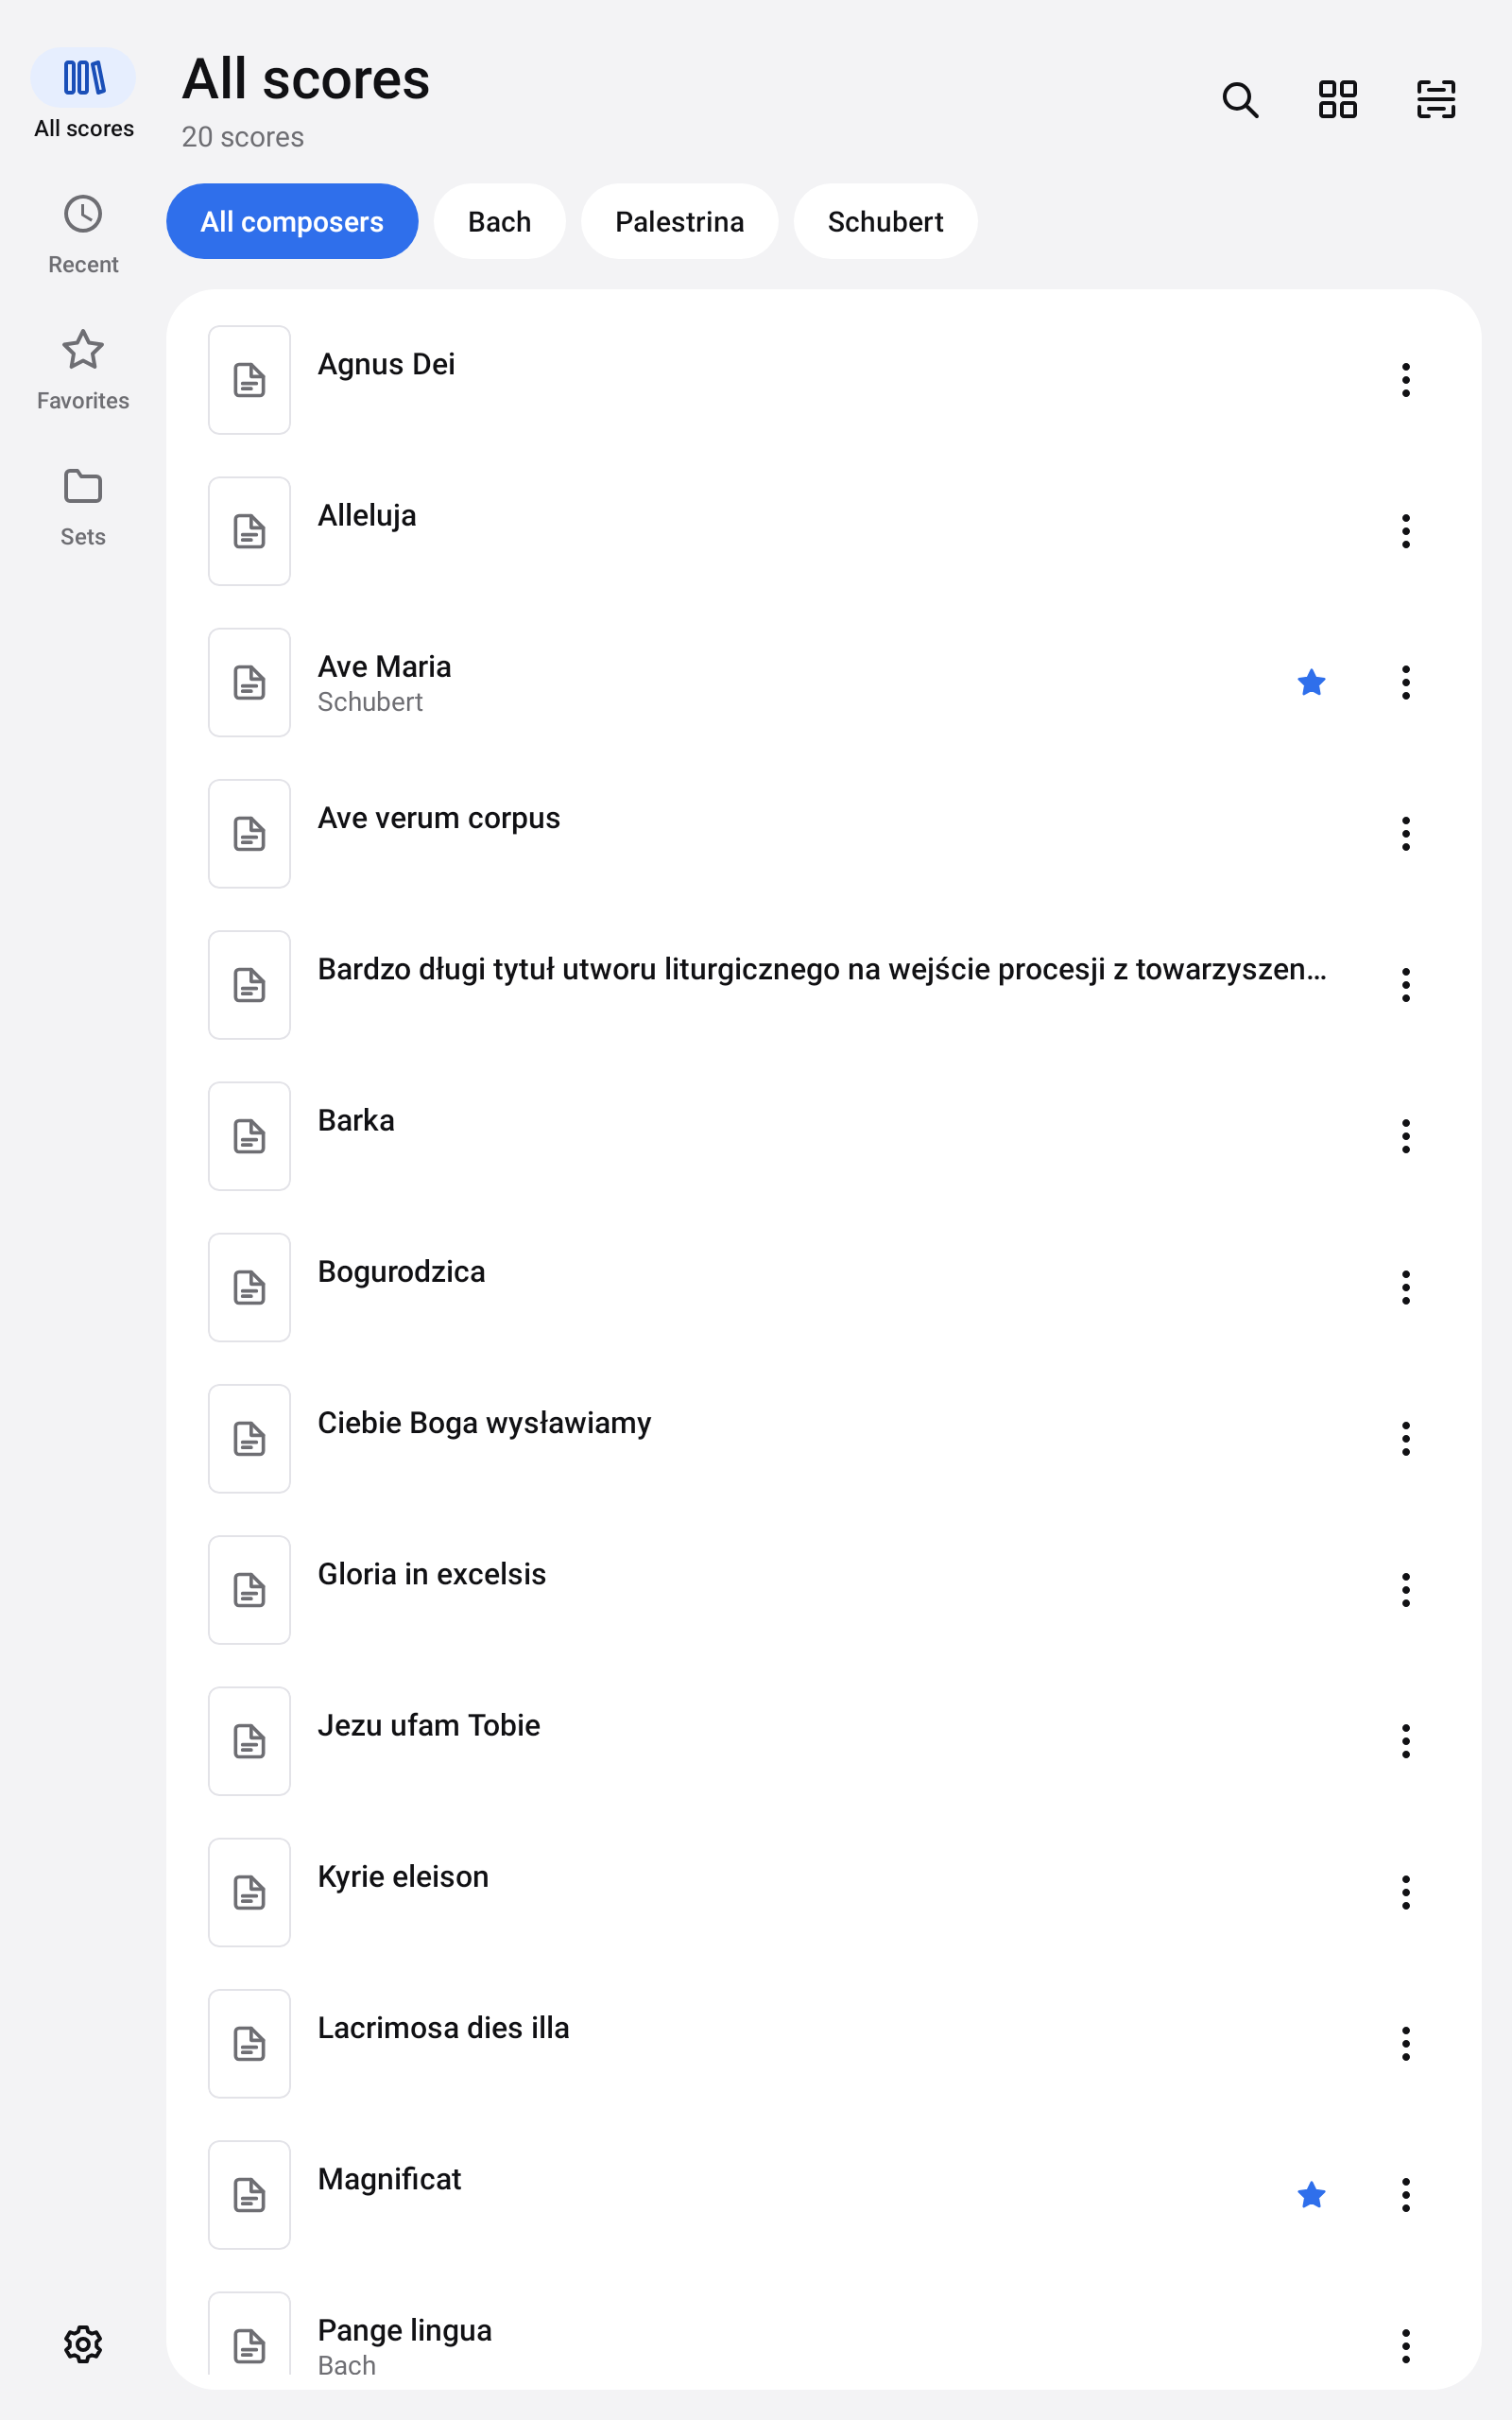 All scores
20 scores
All scores
Recent
Favorites
Sets
All composers
Bach
Palestrina
Schubert
Agnus Dei
Alleluja
Ave Maria
Schubert
Ave verum corpus
Bardzo długi tytuł utworu liturgicznego na wejście procesji z towarzyszen...
Barka
Bogurodzica
Ciebie Boga wysławiamy
Gloria in excelsis
Jezu ufam Tobie
Kyrie eleison
Lacrimosa dies illa
Magnificat
Pange lingua
Bach